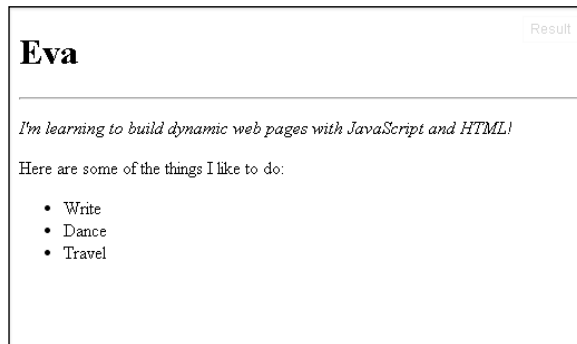 Result
Eva
I'm learning to build dynamic web pages with JavaScript and HTML!
Here are some of the things I like to do:
• Write
• Dance
• Travel